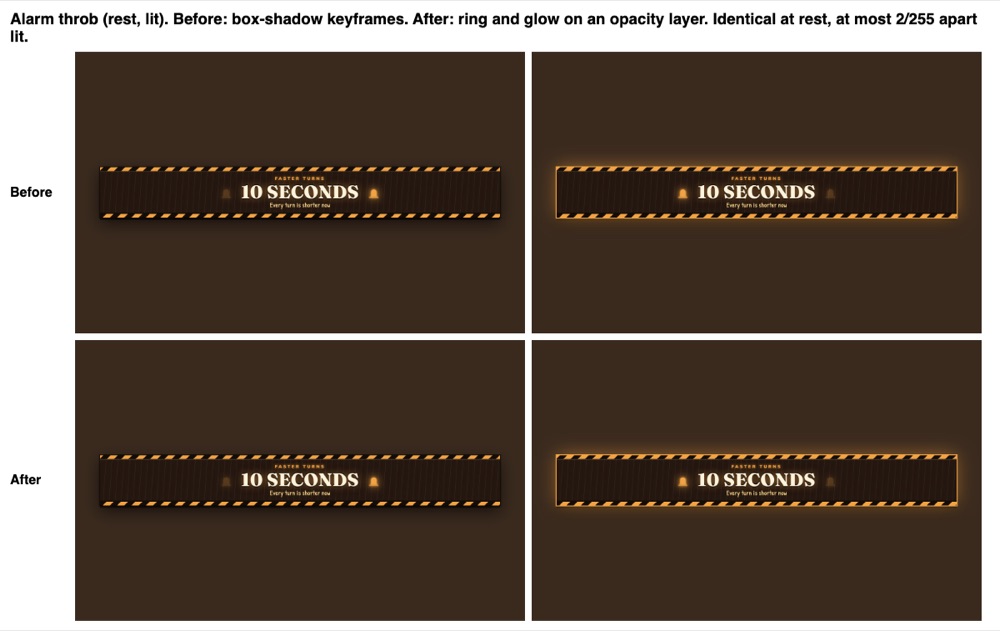 Alarm throb (rest, lit). Before: box-shadow keyframes. After: ring and glow on an opacity layer. Identical at rest, at most 2/255 apart
lit.
Before
FASTER TURNS
10 SECONDS
Every turn is shorter now
FASTER TURNS
10 SECONDS
Every turn is shorter now
After
FASTER TURNS
10 SECONDS
Every turn is shorter now
FASTER TURNS
10 SECONDS
Every turn is shorter now